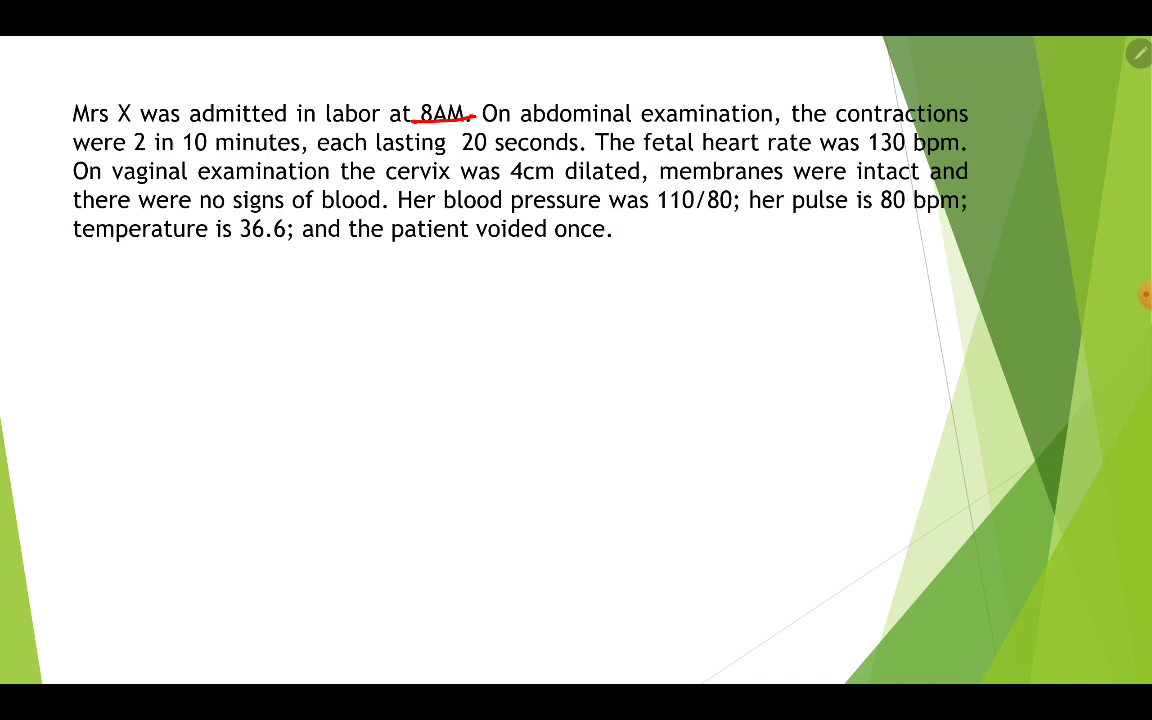 Mrs X was admitted in labor at 8AM. On abdominal examination, the contractions
were 2 in 10 minutes, each lasting 20 seconds. The fetal heart rate was 130 bpm.
On vaginal examination the cervix was 4cm dilated, membranes were intact and
there were no signs of blood. Her blood pressure was 110/80; her pulse is 80 bpm;
temperature is 36.6; and the patient voided once.